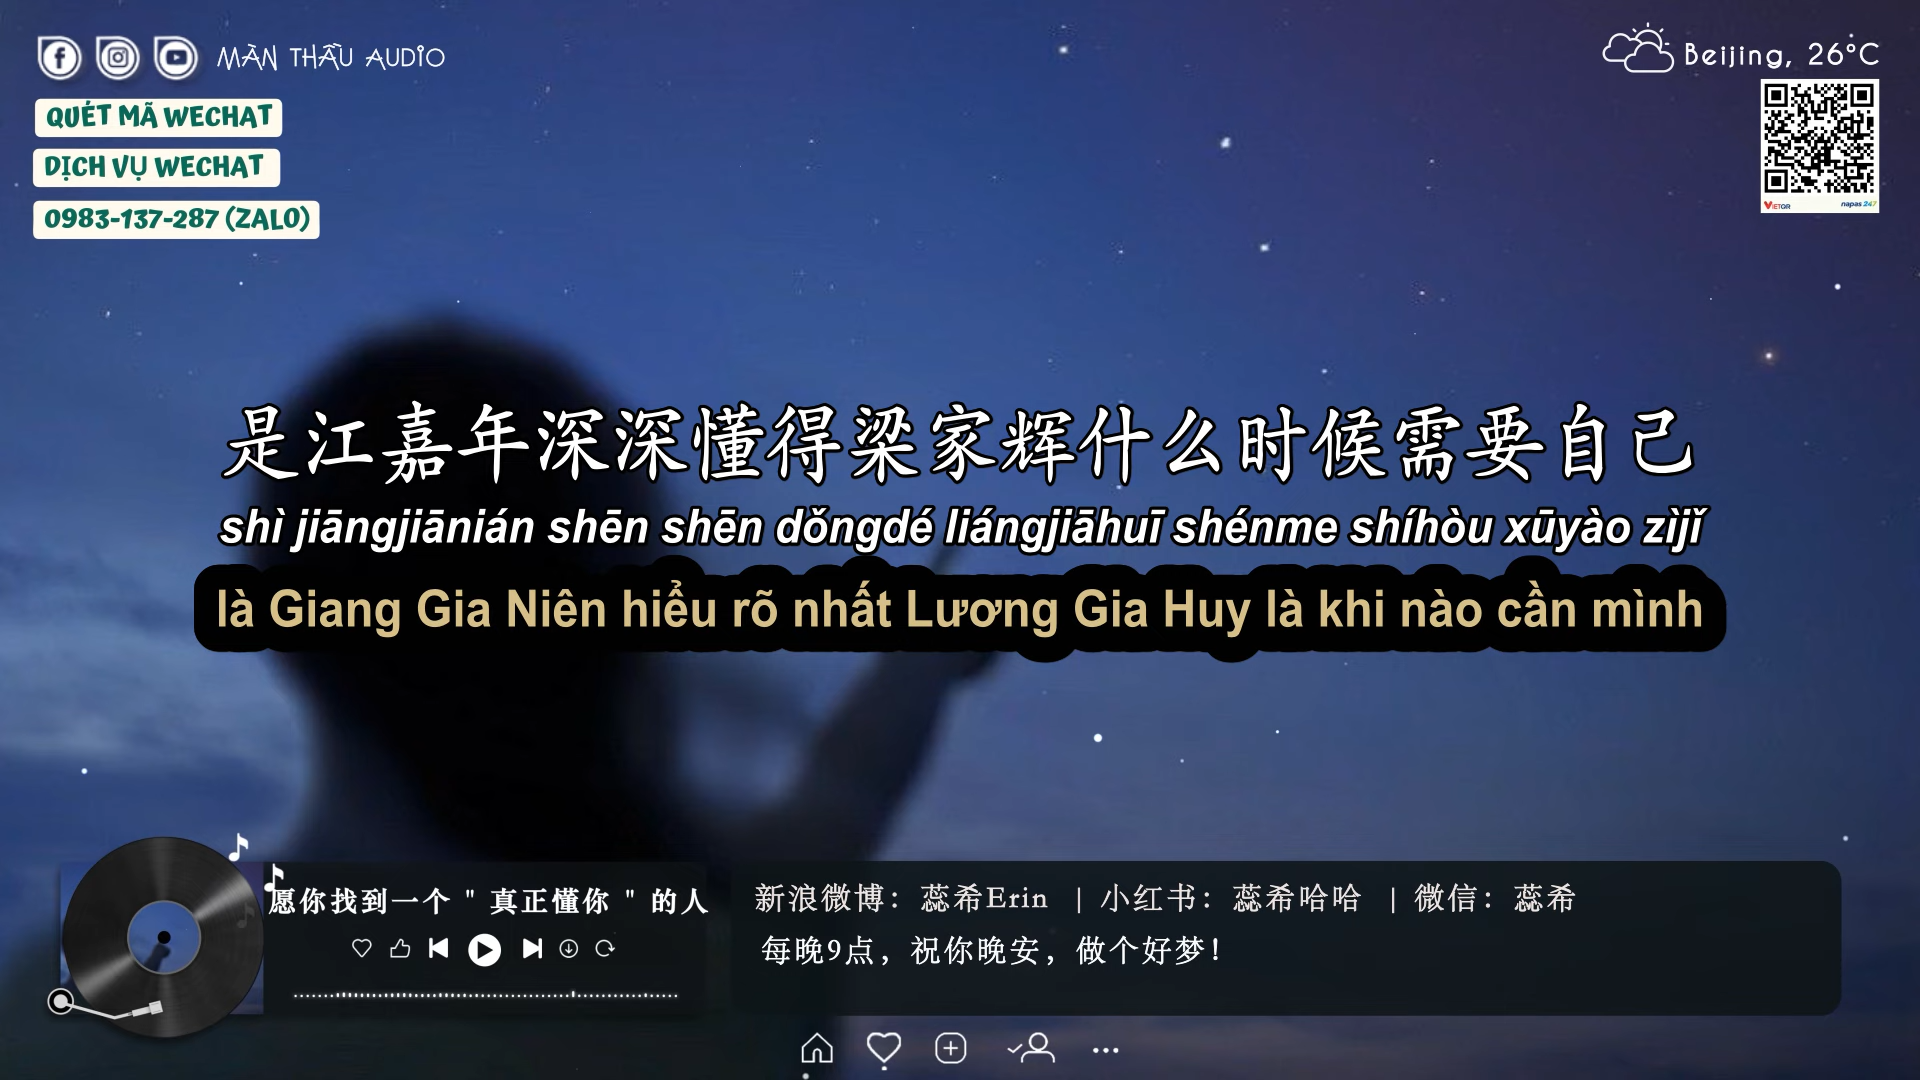 MÀN THẦU AUDIO
Beijing, 26°C
QUÉT MÃ WECHAT
DỊCH VỤ WECHAT
0983-137-287 (ZALO)
VIETQR
napas 247
是江嘉年深深懂得梁家辉什么时候需要自己
shì jiāngjiānián shēn shēn dǒngdé liángjiāhuī shénme shíhòu xūyào zìjǐ
là Giang Gia Niên hiểu rõ nhất Lương Gia Huy là khi nào cần mình
愿你找到一个 " 真正懂你 " 的人
新浪微博：蕊希Erin | 小红书：蕊希哈哈 | 微信：蕊希
每晚9点，祝你晚安，做个好梦！